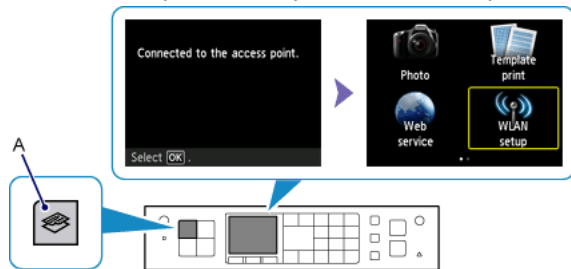 Connected to the access point.
Select OK .
Photo
Template
print
Web
service
WLAN
setup
A